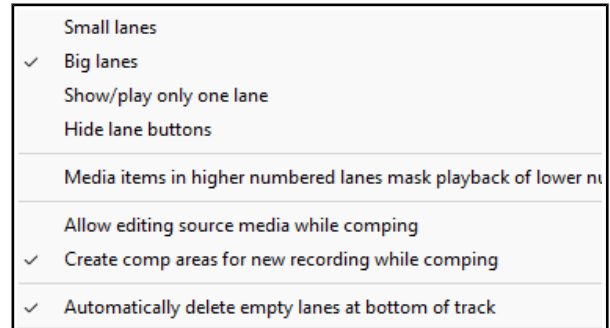 Small lanes
Big lanes
Show/play only one lane
Hide lane buttons
Media items in higher numbered lanes mask playback of lower
Allow editing source media while comping
Create comp areas for new recording while comping
Automatically delete empty lanes at bottom of track